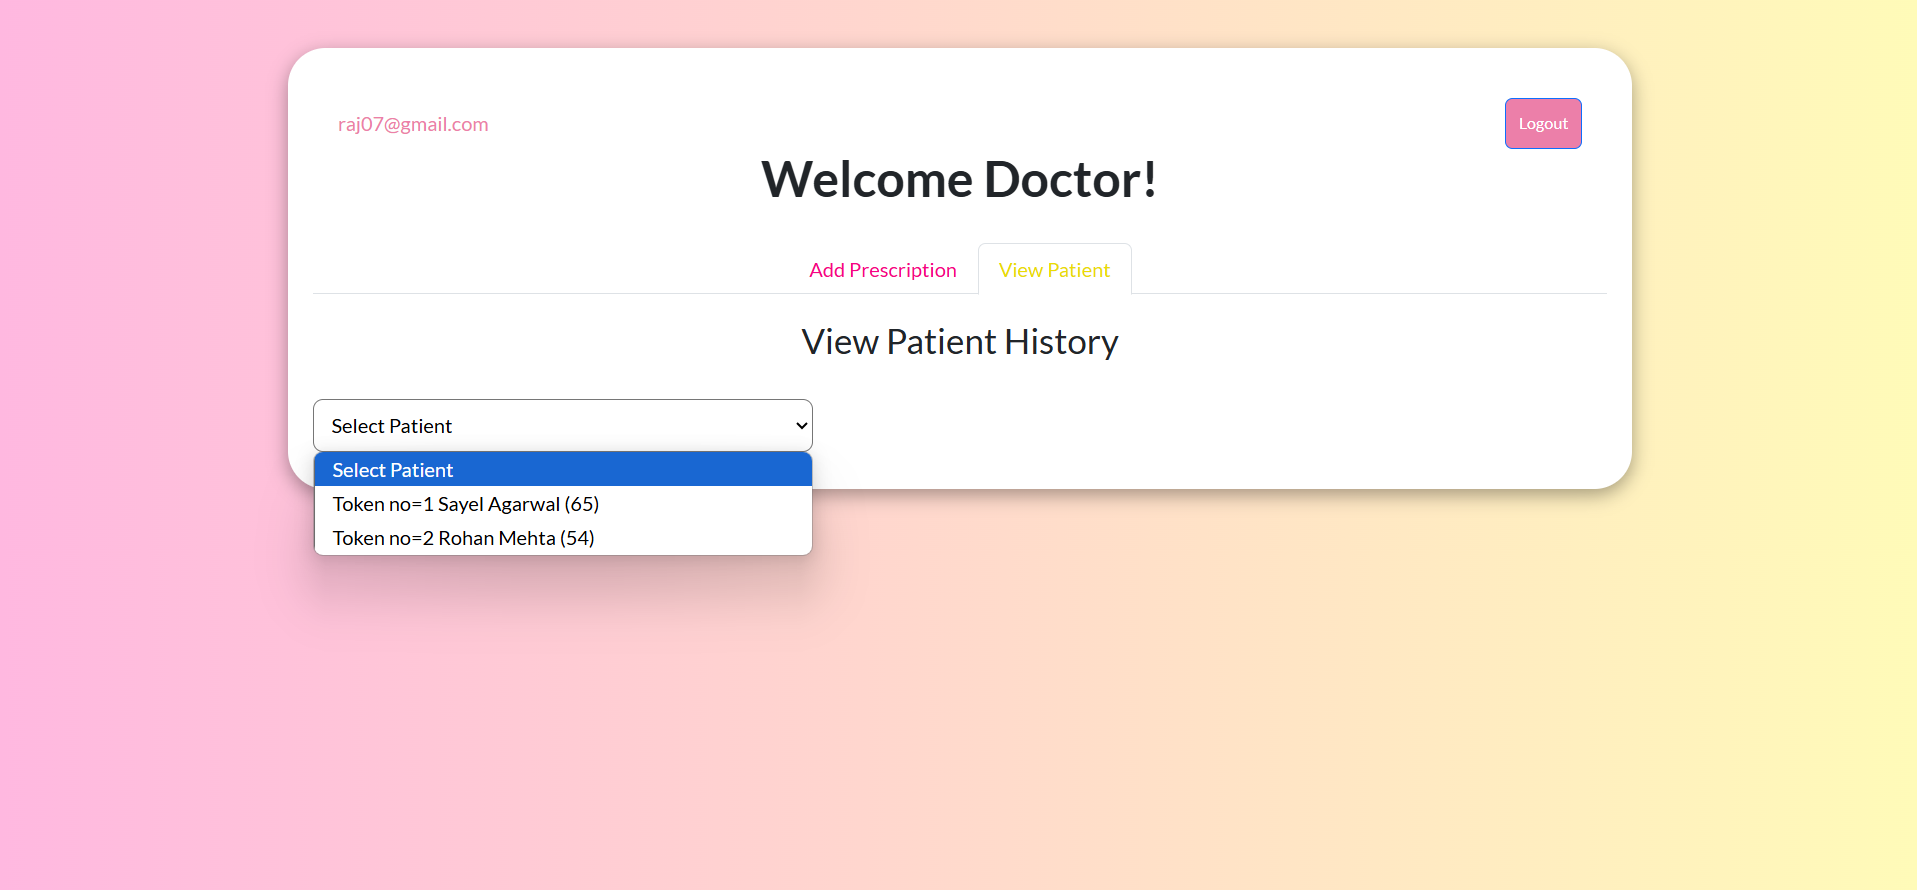 raj07@gmail.com
Logout
Welcome Doctor!
Add Prescription
View Patient
View Patient History
Select Patient
Select Patient
Token no=1 Sayel Agarwal (65)
Token no=2 Rohan Mehta (54)